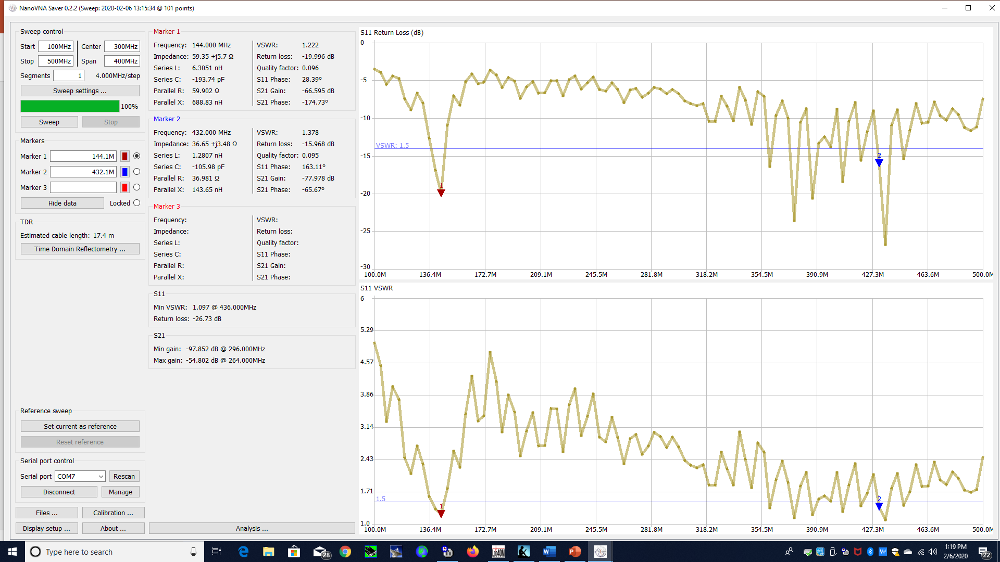 NanoVNA Saver 0.2.2 (Sweep: 2020-02-06 13:15:34 @ 101 points)
Sweep control
Start 100MHz Center 300MHz
Stop 500MHz Span 400MHz
Segments 1 4.000MHz/step
Sweep settings ...
100%
Sweep Stop
Markers
Marker 1 144.1M
Marker 2 432.1M
Marker 3
Hide data Locked
TDR
Estimated cable length: 17.4 m
Time Domain Reflectometry ...
Reference sweep
Set current as reference
Reset reference
Serial port control
Serial port COM7 Rescan
Disconnect Manage
Files ... Calibration ...
Display setup ... About ...
Marker 1
Frequency: 144.000 MHz VSWR: 1.222
Impedance: 59.35 +j5.7 Ω Return loss: -19.996 dB
Series L: 6.3051 nH Quality factor: 0.096
Series C: -193.74 pF S11 Phase: 28.39º
Parallel R: 59.902 Ω S21 Gain: -66.595 dB
Parallel X: 688.83 nH S21 Phase: -174.73º
Marker 2
Frequency: 432.000 MHz VSWR: 1.378
Impedance: 36.65 +j3.48 Ω Return loss: -15.968 dB
Series L: 1.2807 nH Quality factor: 0.095
Series C: -105.98 pF S11 Phase: 163.11º
Parallel R: 36.981 Ω S21 Gain: -77.978 dB
Parallel X: 143.65 nH S21 Phase: -65.67º
Marker 3
Frequency: VSWR:
Impedance: Return loss:
Series L: Quality factor:
Series C: S11 Phase:
Parallel R: S21 Gain:
Parallel X: S21 Phase:
S11
Min VSWR: 1.097 @ 436.000MHz
Return loss: -26.73 dB
S21
Min gain: -97.852 dB @ 296.000MHz
Max gain: -54.802 dB @ 264.000MHz
Analysis ...
S11 Return Loss (dB)
0
-5
-10
VSWR: 1.5
-15
2
1
-20
-25
-30
100.0M 136.4M 172.7M 209.1M 245.5M 281.8M 318.2M 354.5M 390.9M 427.3M 463.6M 500.0M
S11 VSWR
6
5.29
4.57
3.86
3.14
2.43
1.71
1.5
2
1
1.0
100.0M 136.4M 172.7M 209.1M 245.5M 281.8M 318.2M 354.5M 390.9M 427.3M 463.6M 500.0M
Type here to search
28
1:19 PM
2/6/2020
22